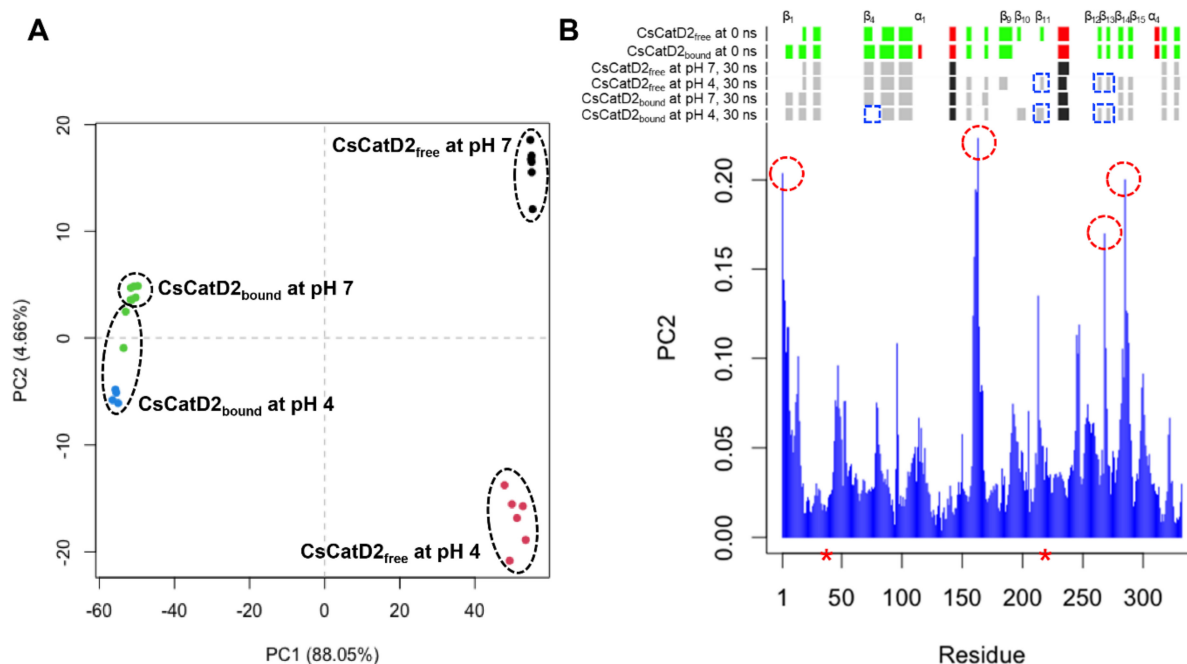 A
B
β1 β4 α1 β9 β10 β11 β12 β13 β14 β15 α4
CsCatD2free at 0 ns
CsCatD2bound at 0 ns
CsCatD2free at pH 7, 30 ns
CsCatD2free at pH 4, 30 ns
CsCatD2bound at pH 7, 30 ns
CsCatD2bound at pH 4, 30 ns
20
10
0
-10
-20
PC2 (4.66%)
CsCatD2free at pH 7
CsCatD2bound at pH 7
CsCatD2bound at pH 4
CsCatD2free at pH 4
-60 -40 -20 0 20 40
PC1 (88.05%)
0.20
0.15
0.10
0.05
0.00
PC2
* *
1 50 100 150 200 250 300
Residue